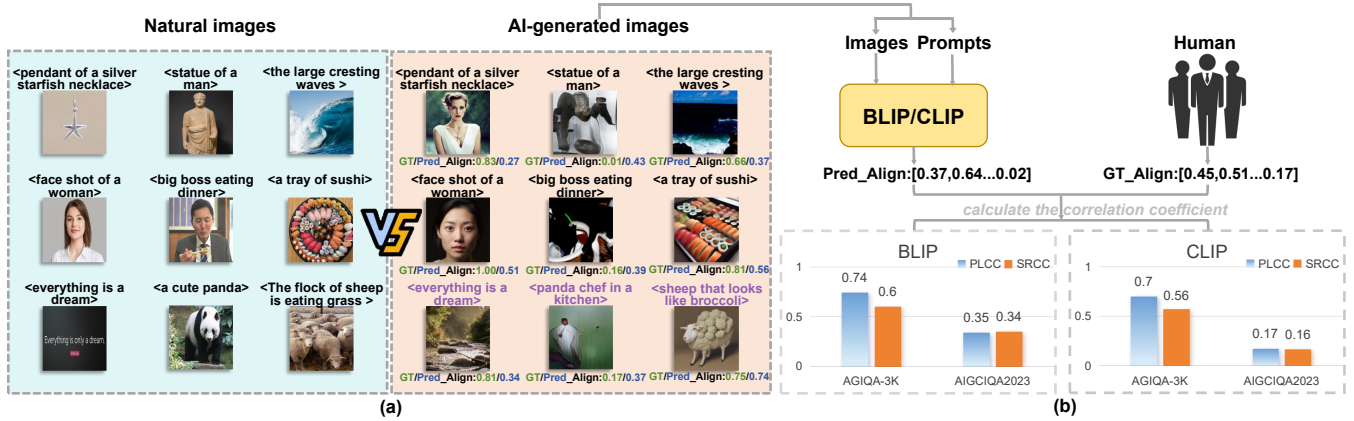 Natural images
AI-generated images
<pendant of a silver
starfish necklace>
<statue of a
man>
<the large cresting
waves >
<face shot of a
woman>
<big boss eating
dinner>
<a tray of sushi>
<everything is a
dream>
<a cute panda>
<The flock of sheep
is eating grass >
Everything is only a dream.
VS
<pendant of a silver
starfish necklace>
<statue of a
man>
<the large cresting
waves >
GT/Pred_Align:0.83/0.27
GT/Pred_Align:0.01/0.43
GT/Pred_Align:0.66/0.37
<face shot of a
woman>
<big boss eating
dinner>
<a tray of sushi>
GT/Pred_Align:1.00/0.51
GT/Pred_Align:0.16/0.39
GT/Pred_Align:0.81/0.56
<everything is a
dream>
<panda chef in a
kitchen>
<sheep that looks
like broccoli>
GT/Pred_Align:0.81/0.34
GT/Pred_Align:0.17/0.37
GT/Pred_Align:0.75/0.74
(a)
Images Prompts
Human
BLIP/CLIP
Pred_Align:[0.37,0.64...0.02]
GT_Align:[0.45,0.51...0.17]
calculate the correlation coefficient
BLIP
PLCC SRCC
1
0.5
0
0.74
0.6
0.35
0.34
AGIQA-3K
AIGCIQA2023
CLIP
PLCC SRCC
1
0.5
0
0.7
0.56
0.17
0.16
AGIQA-3K
AIGCIQA2023
(b)